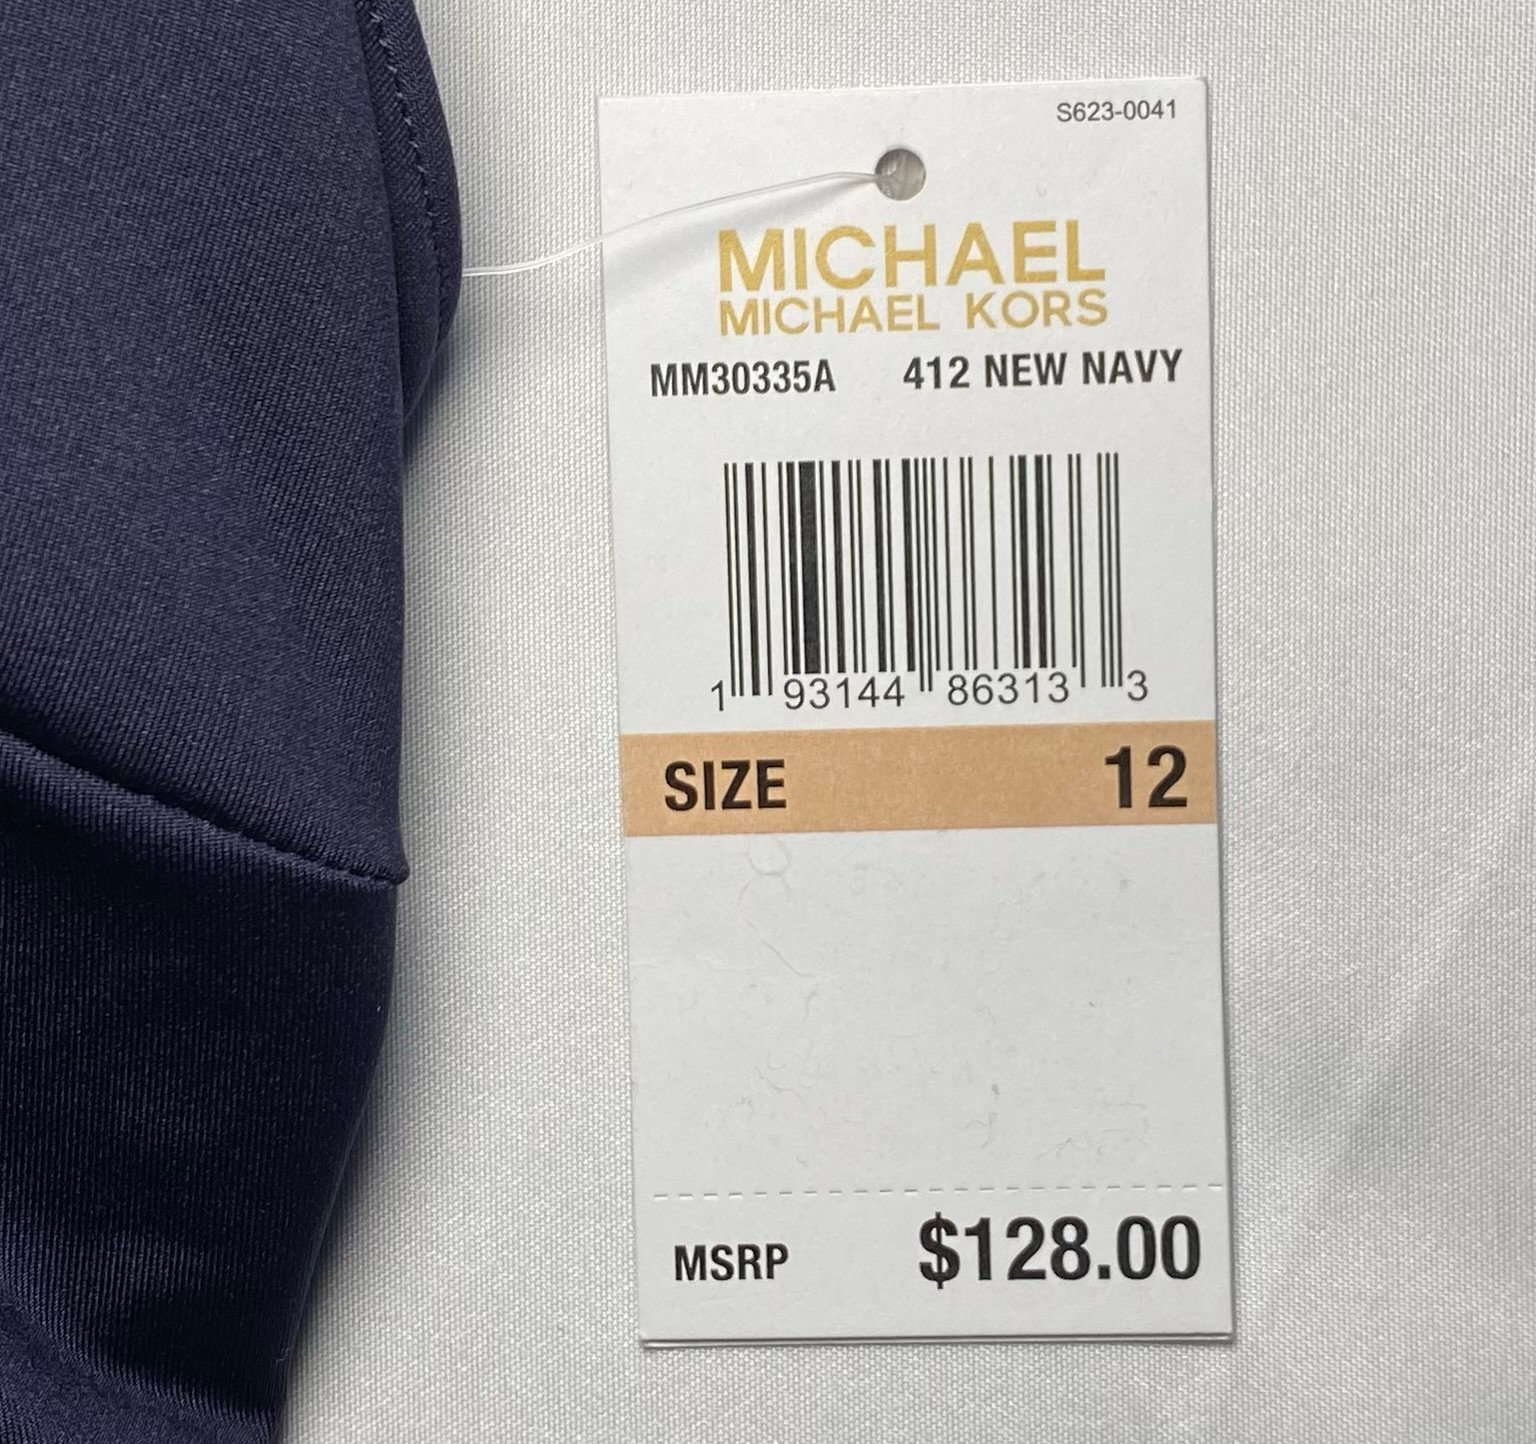 S623-0041
MICHAEL
MICHAEL KORS
MM30335A 412 NEW NAVY
1 93144 86313 3
SIZE 12
MSRP $128.00